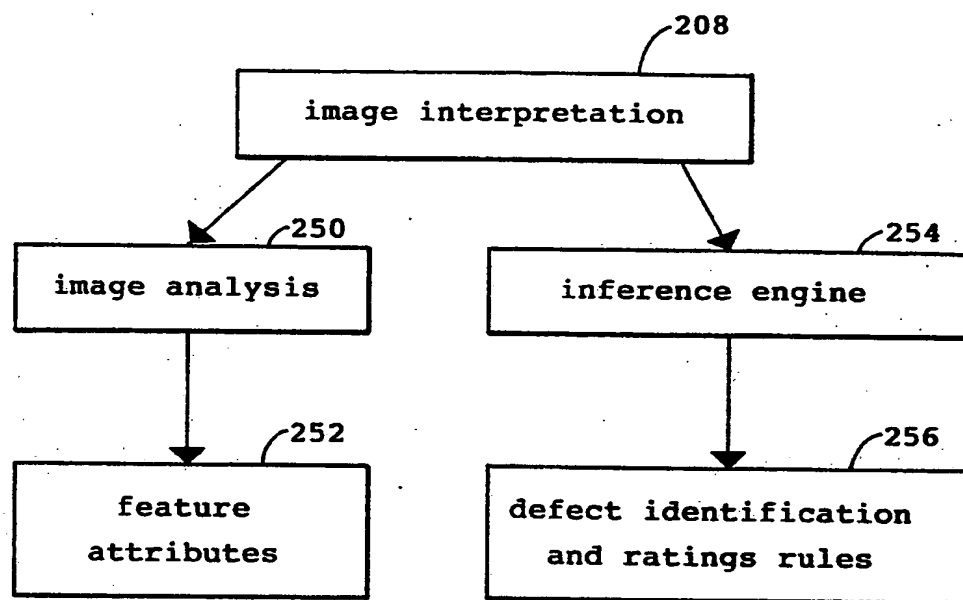 208
image interpretation
250
image analysis
254
inference engine
252
feature
attributes
256
defect identification
and ratings rules